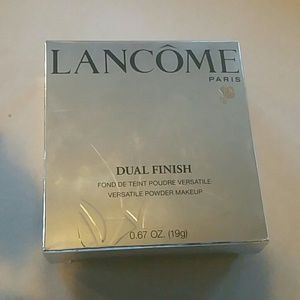 LANCÔME
PARIS
DUAL FINISH
FOND DE TEINT POUDRE VERSATILE
VERSATILE POWDER MAKEUP
0.67 OZ. (19g)